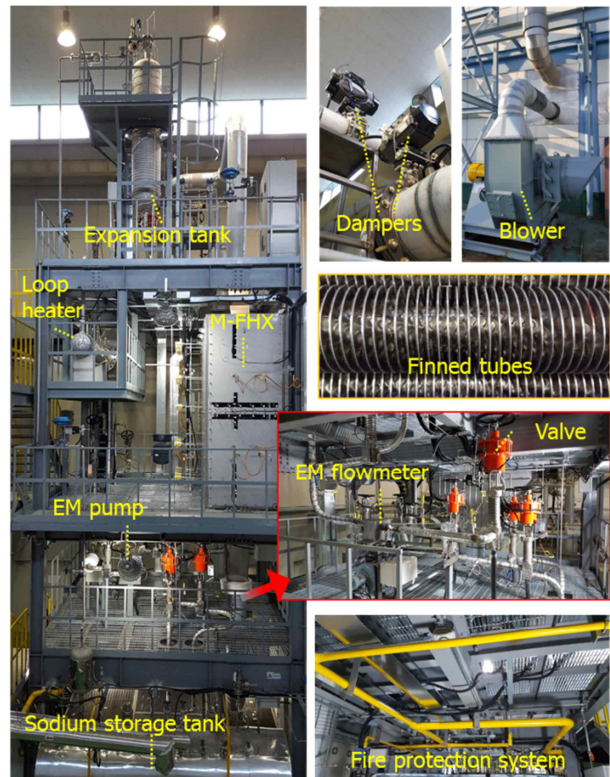 Expansion tank
Loop
heater
M-FHX
EM pump
Sodium storage tank
Dampers
Blower
Finned tubes
Valve
EM flowmeter
Fire protection system